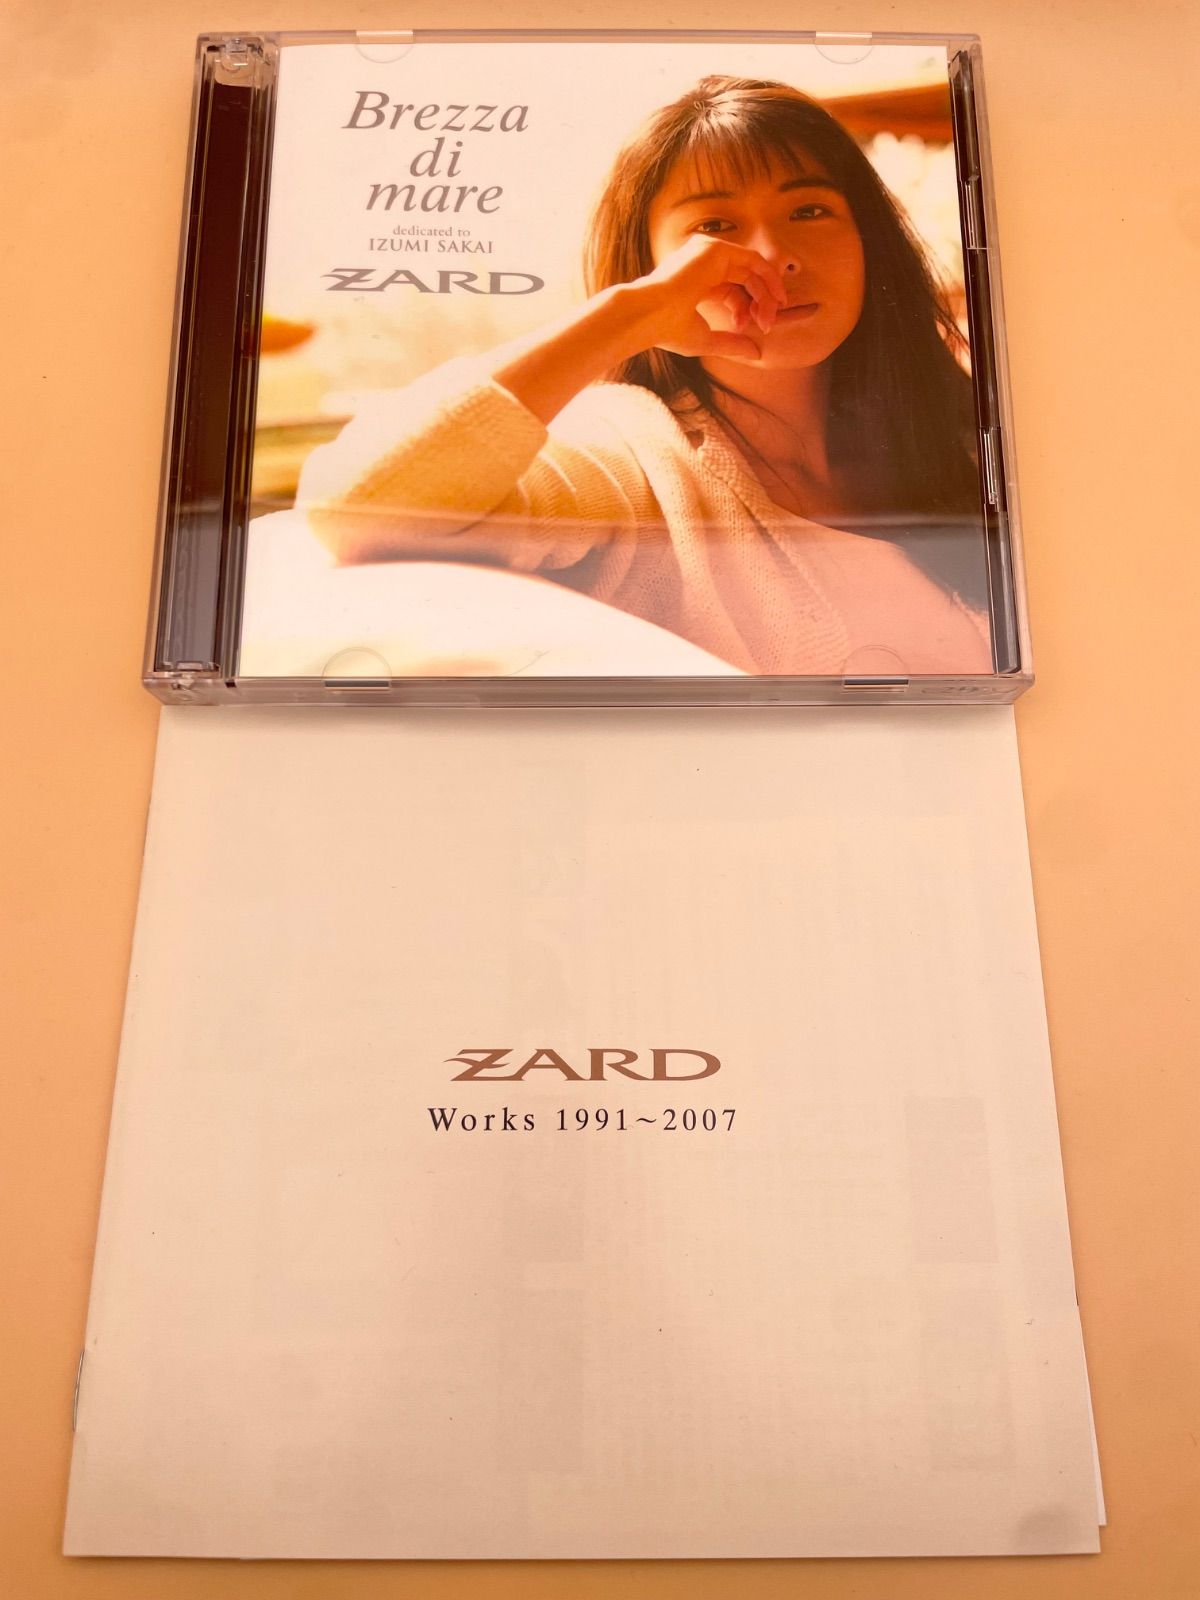 Brezza
di
mare
dedicated to
IZUMI SAKAI
ZARD
ZARD
Works 1991~2007